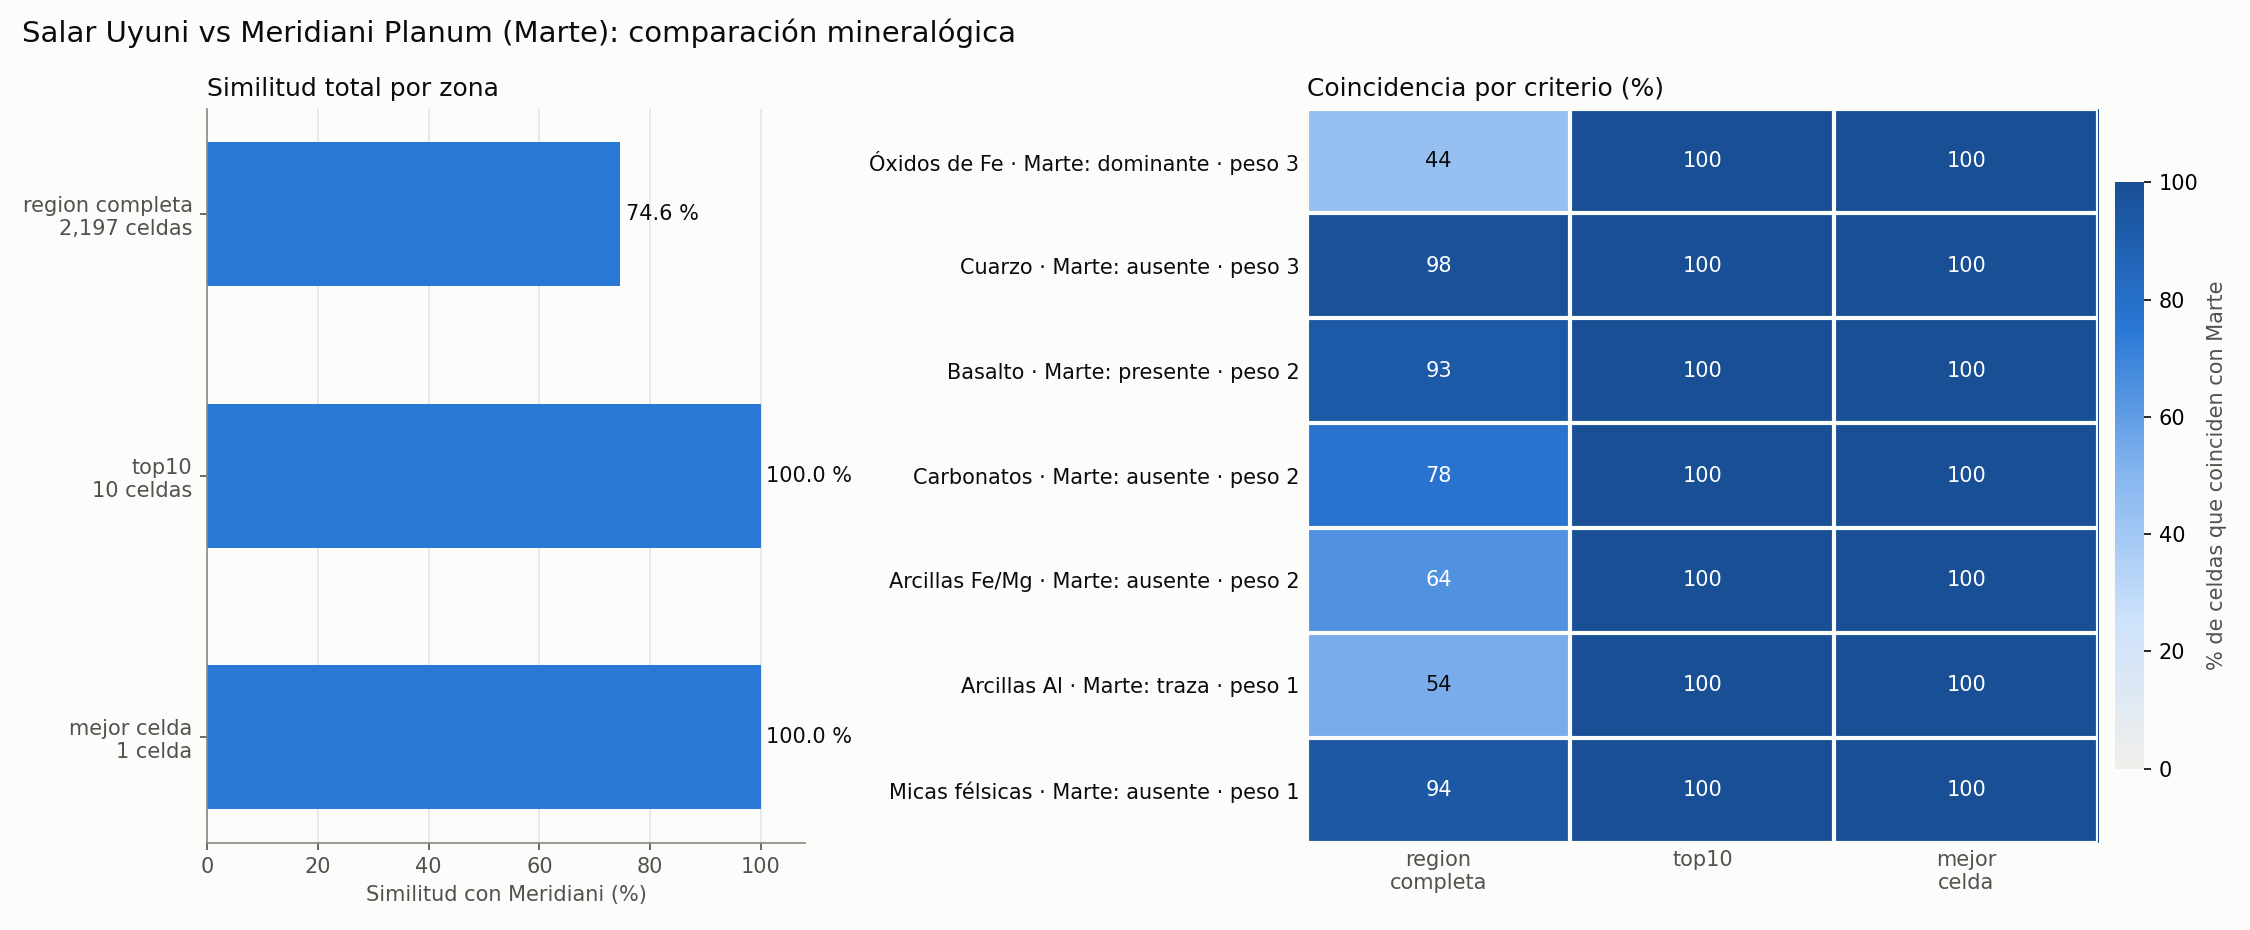 Salar Uyuni vs Meridiani Planum (Marte): comparación mineralógica
Similitud total por zona
region completa
2,197 celdas
74.6 %
top10
10 celdas
100.0 %
mejor celda
1 celda
100.0 %
0 20 40 60 80 100
Similitud con Meridiani (%)
Coincidencia por criterio (%)
Óxidos de Fe · Marte: dominante · peso 3 44 100 100
Cuarzo · Marte: ausente · peso 3 98 100 100
Basalto · Marte: presente · peso 2 93 100 100
Carbonatos · Marte: ausente · peso 2 78 100 100
Arcillas Fe/Mg · Marte: ausente · peso 2 64 100 100
Arcillas Al · Marte: traza · peso 1 54 100 100
Micas félsicas · Marte: ausente · peso 1 94 100 100
region
completa
top10
mejor
celda
100
80
60
40
20
0
% de celdas que coinciden con Marte